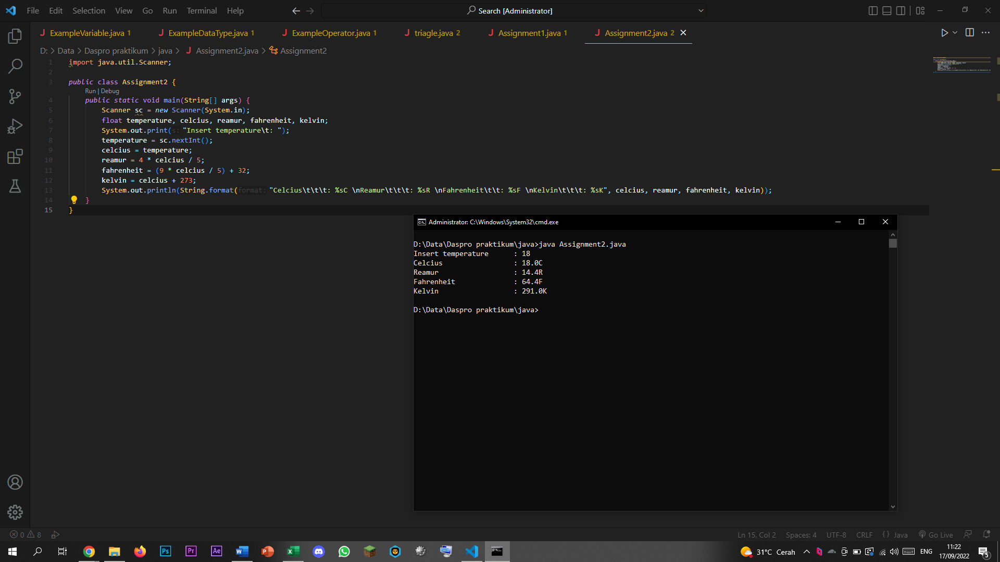 File Edit Selection View Go Run Terminal Help Search [Administrator]
ExampleVariable.java 1 ExampleDataType.java 1 ExampleOperator.java 1 triagle.java 2 Assignment1.java 1 Assignment2.java 2
D: > Data > Daspro praktikum > java > Assignment2.java > Assignment2
1 import java.util.Scanner;
2
3 public class Assignment2 {
Run | Debug
4 public static void main(String[] args) {
5 Scanner sc = new Scanner(System.in);
6 float temperature, celcius, reamur, fahrenheit, kelvin;
7 System.out.print(s: "Insert temperature\t: ");
8 temperature = sc.nextInt();
9 celcius = temperature;
10 reamur = 4 * celcius / 5;
11 fahrenheit = (9 * celcius / 5) + 32;
12 kelvin = celcius + 273;
13 System.out.println(String.format(format: "Celcius\t\t\t: %sC \nReamur\t\t\t: %sR \nFahrenheit\t\t: %sF \nKelvin\t\t\t: %sK", celcius, reamur, fahrenheit, kelvin));
14 }
15 }
Administrator: C:\Windows\System32\cmd.exe
D:\Data\Daspro praktikum\java>java Assignment2.java
Insert temperature : 18
Celcius : 18.0C
Reamur : 14.4R
Fahrenheit : 64.4F
Kelvin : 291.0K
D:\Data\Daspro praktikum\java>
0 8 Ln 15, Col 2 Spaces: 4 UTF-8 CRLF {} Java Go Live
Ps Pr Ae 31°C Cerah ENG 11:22
17/09/2022 5